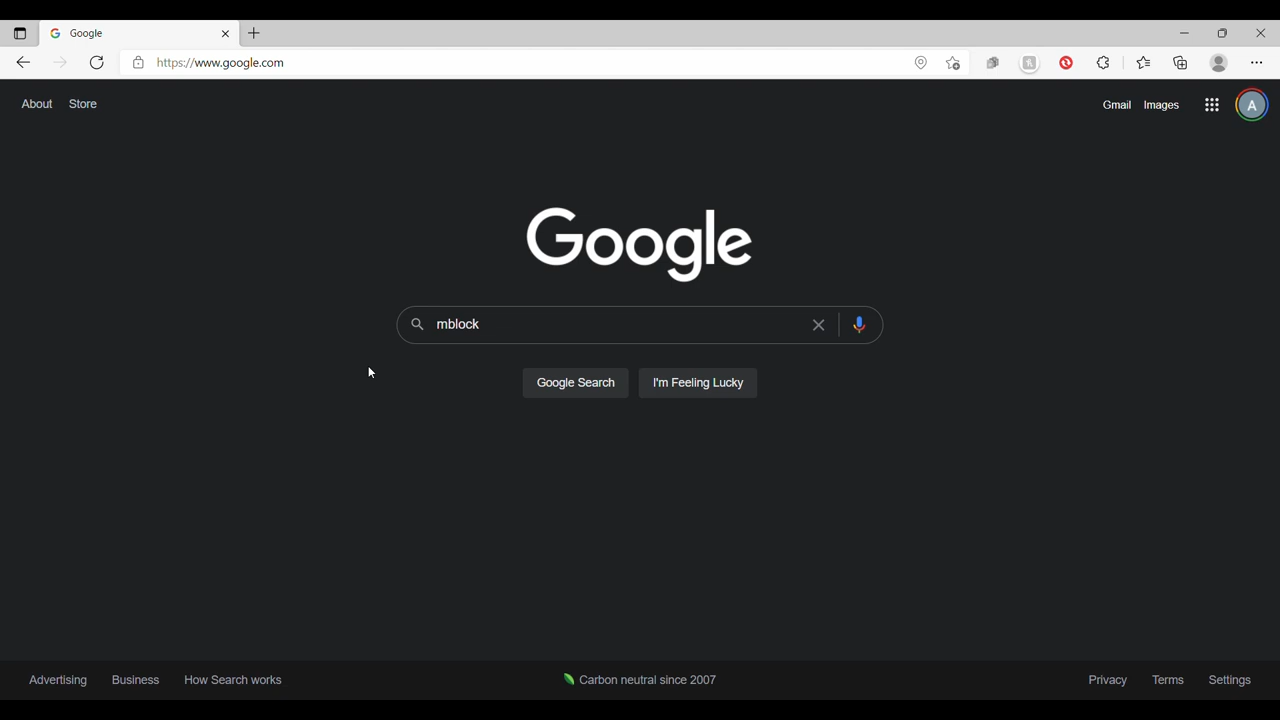 Google
https://www.google.com
About Store
Gmail Images
A
Google
mblock
Google Search I'm Feeling Lucky
Advertising Business How Search works
Carbon neutral since 2007
Privacy Terms Settings